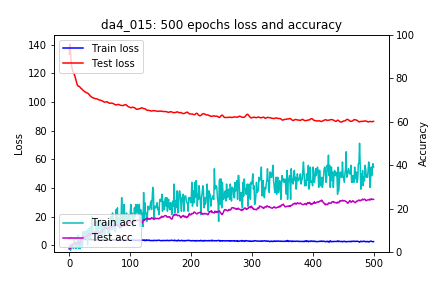 da4_015: 500 epochs loss and accuracy
140
120
100
80
60
40
20
0
Loss
Train loss
Test loss
Train acc
Test acc
100
80
60
40
20
0
Accuracy
0
100
200
300
400
500